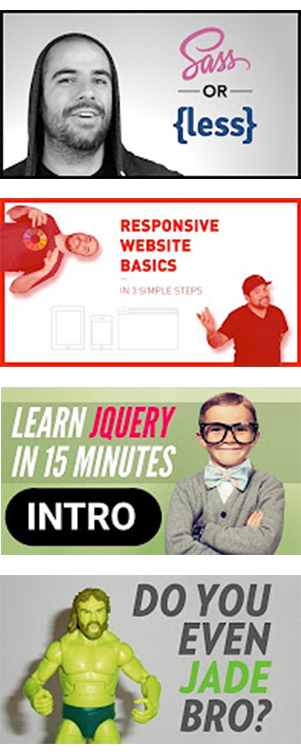 Sass
OR
{less}
RESPONSIVE
WEBSITE
BASICS
IN 3 SIMPLE STEPS
LEARN JQUERY
IN 15 MINUTES
INTRO
DO YOU
EVEN
JADE
BRO?